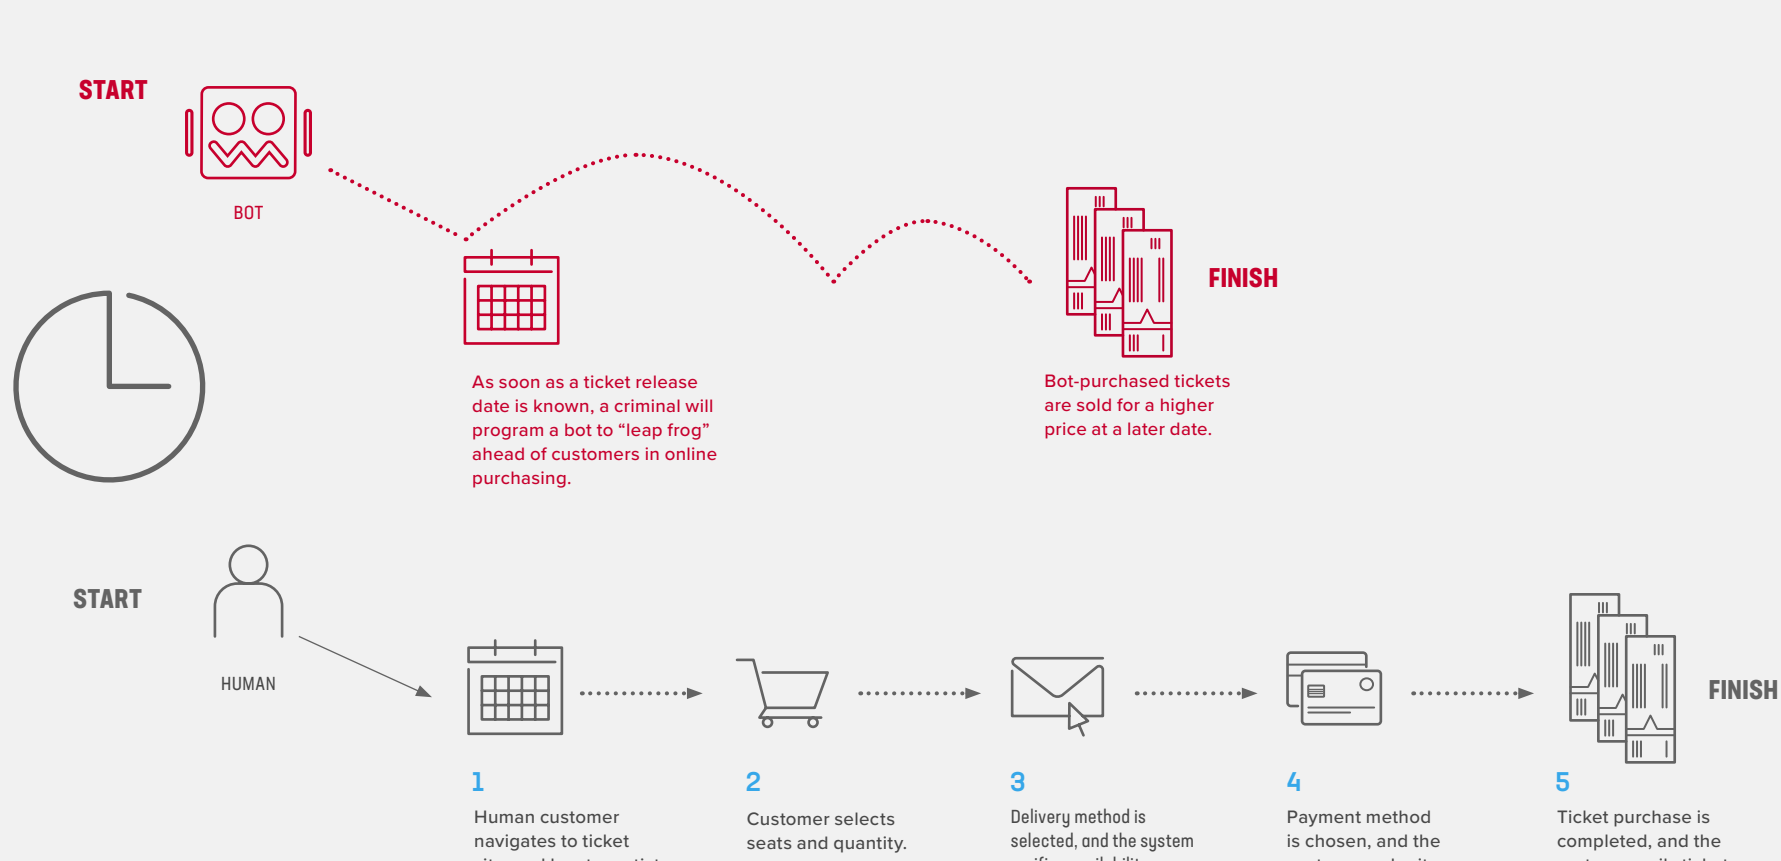 START
BOT
FINISH
As soon as a ticket release
date is known, a criminal will
program a bot to “leap frog”
ahead of customers in online
purchasing.
Bot-purchased tickets
are sold for a higher
price at a later date.
START
HUMAN
FINISH
1
Human customer
navigates to ticket
2
Customer selects
seats and quantity.
3
Delivery method is
selected, and the system
4
Payment method
is chosen, and the
5
Ticket purchase is
completed, and the